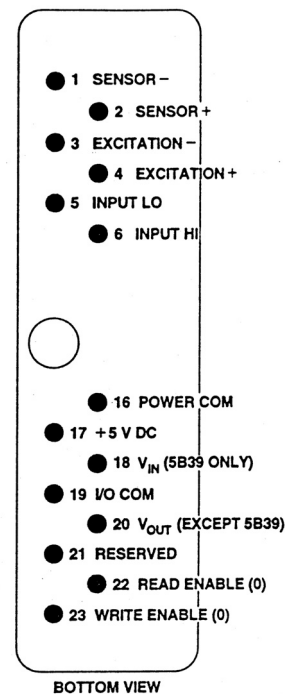 1 SENSOR −
2 SENSOR +
3 EXCITATION −
4 EXCITATION +
5 INPUT LO
6 INPUT HI
16 POWER COM
17 +5 V DC
18 VIN (5B39 ONLY)
19 I/O COM
20 VOUT (EXCEPT 5B39)
21 RESERVED
22 READ ENABLE (0)
23 WRITE ENABLE (0)
BOTTOM VIEW